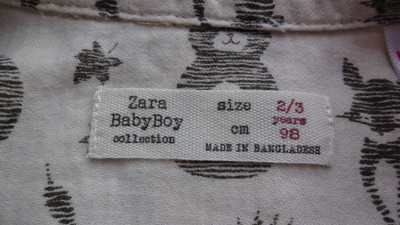 Zara size 2/3
BabyBoy years
collection cm 98
MADE IN BANGLADESH